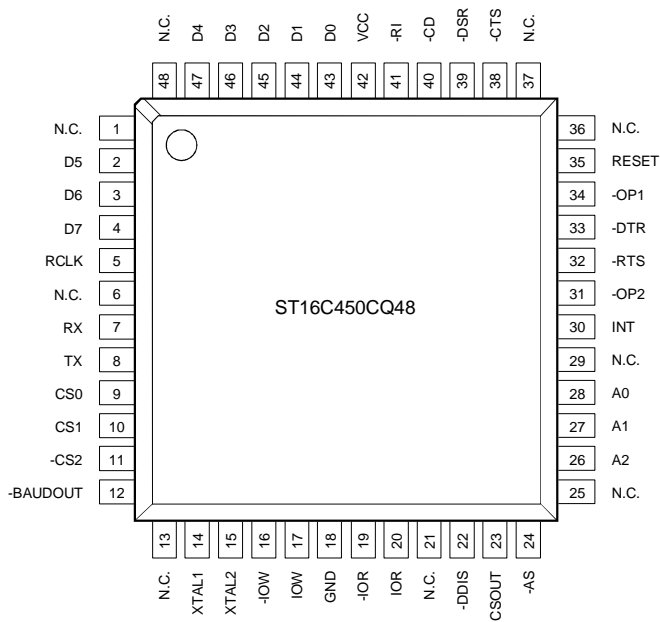 N.C. D4 D3 D2 D1 D0 VCC -RI -CD -DSR -CTS N.C.
48 47 46 45 44 43 42 41 40 39 38 37
N.C. 1 36 N.C.
D5 2 35 RESET
D6 3 34 -OP1
D7 4 33 -DTR
RCLK 5 32 -RTS
N.C. 6 31 -OP2
ST16C450CQ48
RX 7 30 INT
TX 8 29 N.C.
CS0 9 28 A0
CS1 10 27 A1
-CS2 11 26 A2
-BAUDOUT 12 25 N.C.
13 14 15 16 17 18 19 20 21 22 23 24
N.C. XTAL1 XTAL2 -IOW IOW GND -IOR IOR N.C. -DDIS CSOUT -AS